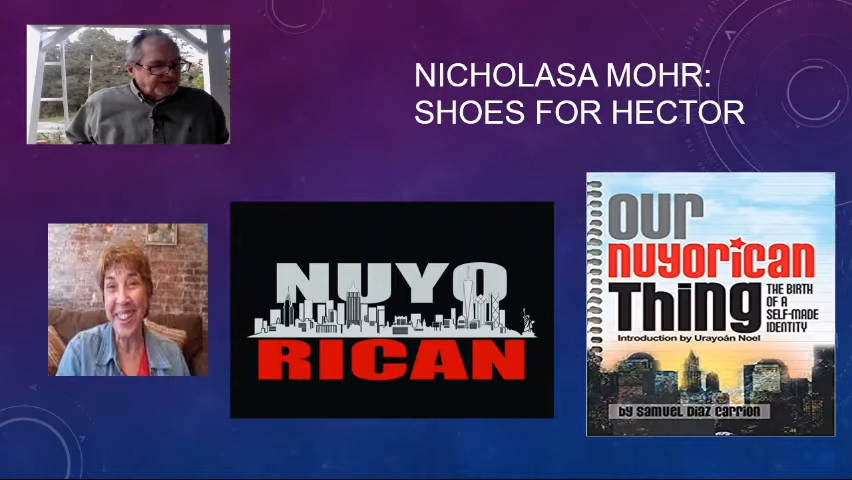 NICHOLASA MOHR:
SHOES FOR HECTOR
NUYO
RICAN
our
nuyorican
Thing
THE BIRTH
OF A
SELF-MADE
IDENTITY
Introduction by Urayoán Noel
by Samuel Diaz Carrion